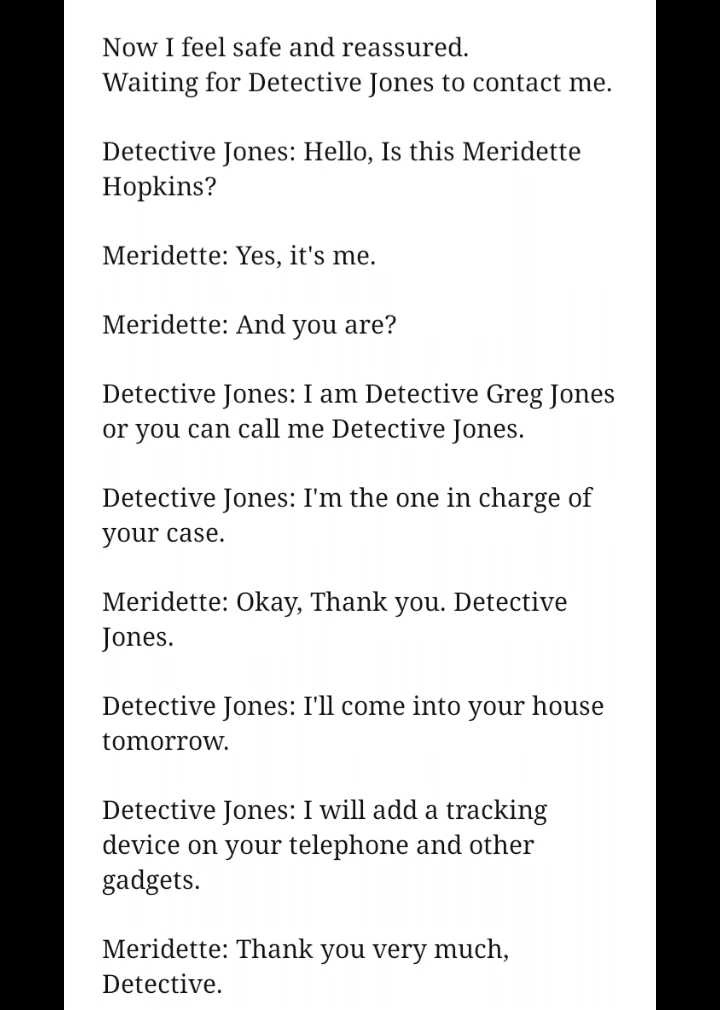 Now I feel safe and reassured.
Waiting for Detective Jones to contact me.
Detective Jones: Hello, Is this Meridette
Hopkins?
Meridette: Yes, it's me.
Meridette: And you are?
Detective Jones: I am Detective Greg Jones
or you can call me Detective Jones.
Detective Jones: I'm the one in charge of
your case.
Meridette: Okay, Thank you. Detective
Jones.
Detective Jones: I'll come into your house
tomorrow.
Detective Jones: I will add a tracking
device on your telephone and other
gadgets.
Meridette: Thank you very much,
Detective.